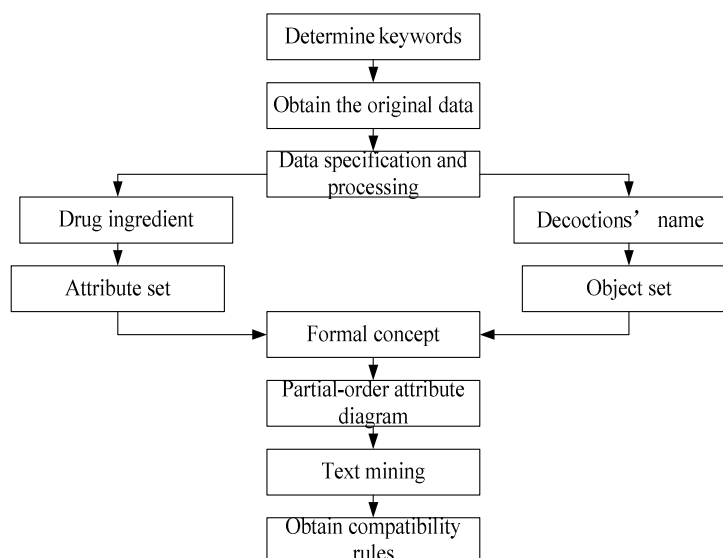 Determine keywords
Obtain the original data
Data specification and
processing
Drug ingredient
Decoctions’ name
Attribute set
Object set
Formal concept
Partial-order attribute
diagram
Text mining
Obtain compatibility
rules